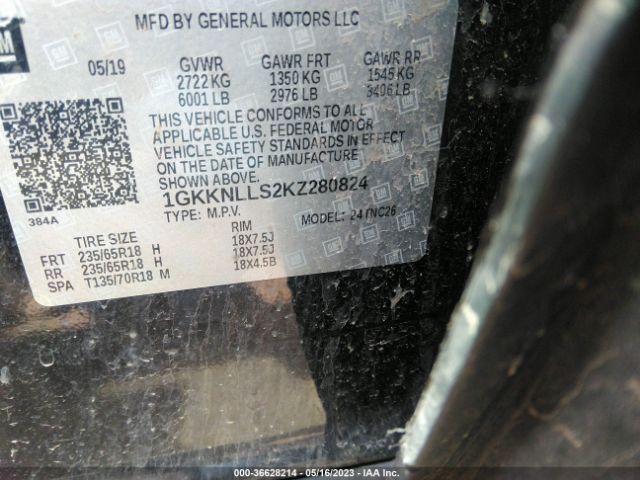 MFD BY GENERAL MOTORS LLC
GM
05/19 GVWR GAWR FRT GAWR RR
2722 KG 1350 KG 1545 KG
6001 LB 2976 LB 3406 LB
THIS VEHICLE CONFORMS TO ALL
APPLICABLE U.S. FEDERAL MOTOR
VEHICLE SAFETY STANDARDS IN EFFECT
ON THE DATE OF MANUFACTURE
SHOWN ABOVE.
1GKKNLLS2KZ280824
384A
TYPE: M.P.V. MODEL:
TIRE SIZE RIM
FRT 235/65R18 H 18X7.5J
RR 235/65R18 H 18X7.5J
SPA T135/70R18 M 18X4.5B
000-36628214 - 05/16/2023 - IAA Inc.